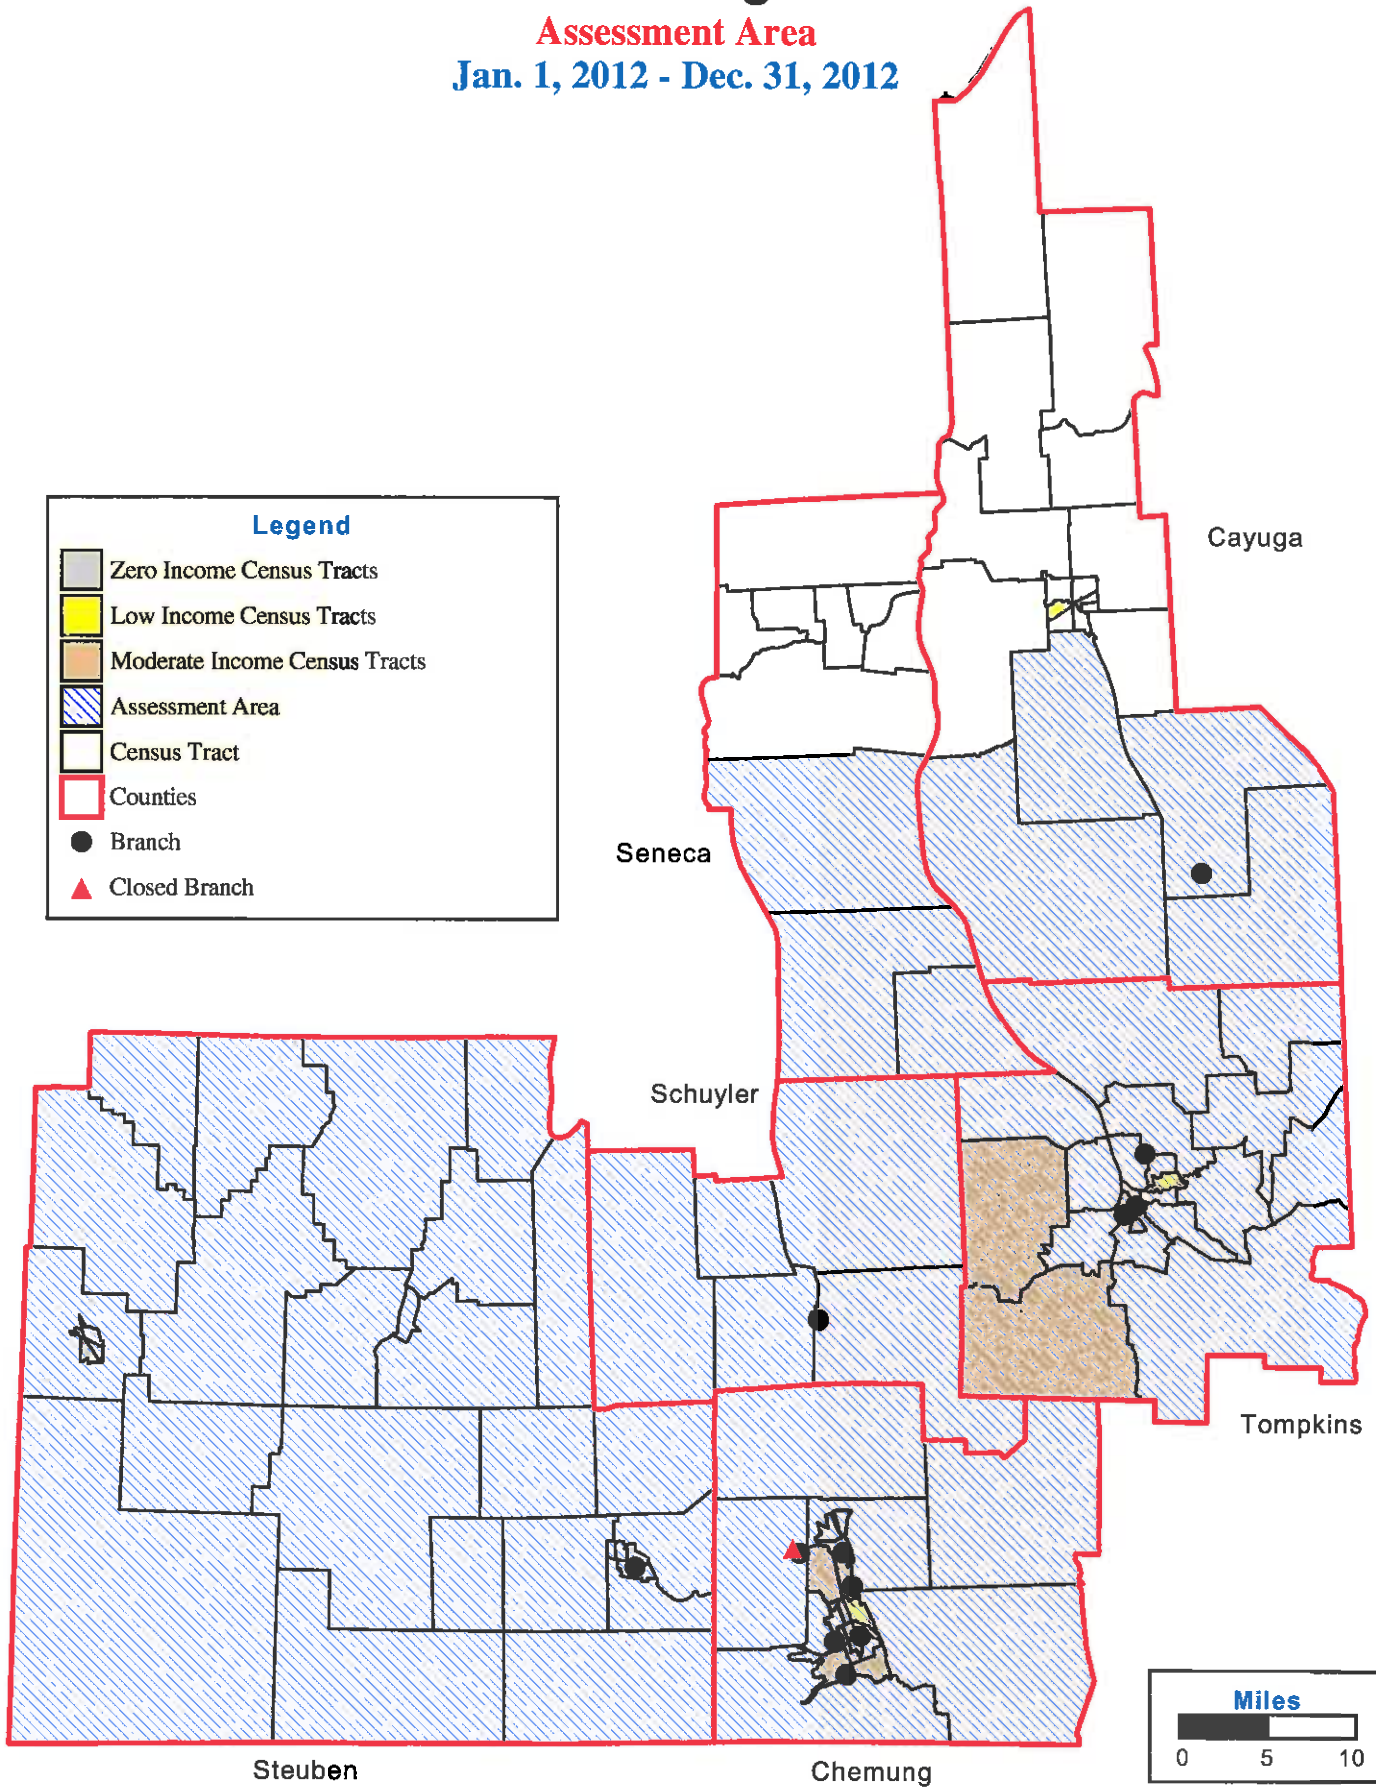 Assessment Area
Jan. 1, 2012 - Dec. 31, 2012
Legend
Zero Income Census Tracts
Low Income Census Tracts
Moderate Income Census Tracts
Assessment Area
Census Tract
Counties
Branch
Closed Branch
Cayuga
Seneca
Schuyler
Tompkins
Steuben
Chemung
Miles
0 5 10